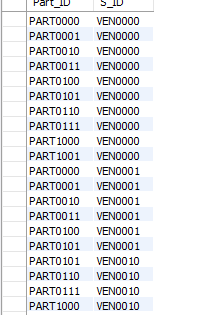 Part_ID S_ID
PART0000 VEN0000
PART0001 VEN0000
PART0010 VEN0000
PART0011 VEN0000
PART0100 VEN0000
PART0101 VEN0000
PART0110 VEN0000
PART0111 VEN0000
PART1000 VEN0000
PART1001 VEN0000
PART0000 VEN0001
PART0001 VEN0001
PART0010 VEN0001
PART0011 VEN0001
PART0100 VEN0001
PART0101 VEN0001
PART0101 VEN0010
PART0110 VEN0010
PART0111 VEN0010
PART1000 VEN0010